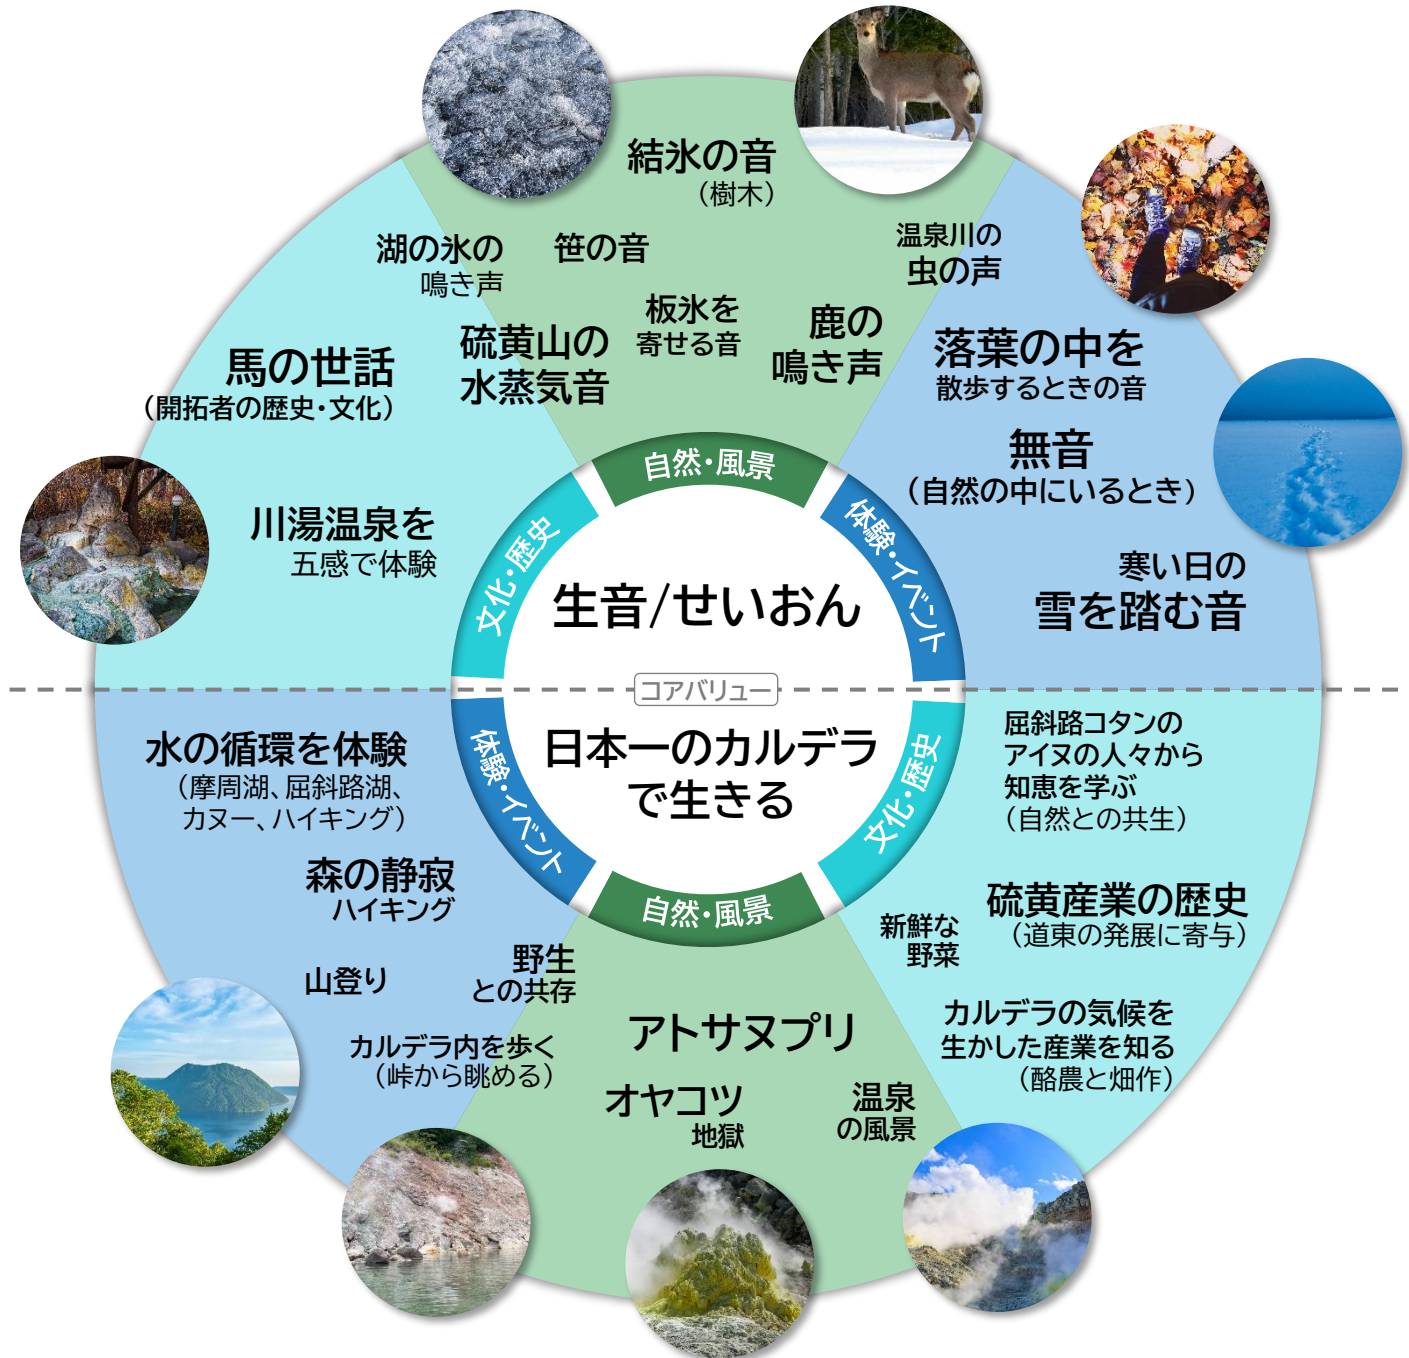 結氷の音
（樹木）
湖の氷の
鳴き声
笹の音
温泉川の
虫の声
板氷を
寄せる音
硫黄山の
水蒸気音
鹿の
鳴き声
馬の世話
（開拓者の歴史・文化）
落葉の中を
散歩するときの音
無音
（自然の中にいるとき）
川湯温泉を
五感で体験
寒い日の
雪を踏む音
自然・風景
文化・歴史
体験・イベント
生音/せいおん
コアバリュー
日本一のカルデラ
で生きる
体験・イベント
文化・歴史
自然・風景
水の循環を体験
（摩周湖、屈斜路湖、
カヌー、ハイキング）
森の静寂
ハイキング
山登り
野生
との共存
カルデラ内を歩く
（峠から眺める）
屈斜路コタンの
アイヌの人々から
知恵を学ぶ
（自然との共生）
硫黄産業の歴史
（道東の発展に寄与）
新鮮な
野菜
カルデラの気候を
生かした産業を知る
（酪農と畑作）
アトサヌプリ
オヤコツ
地獄
温泉
の風景